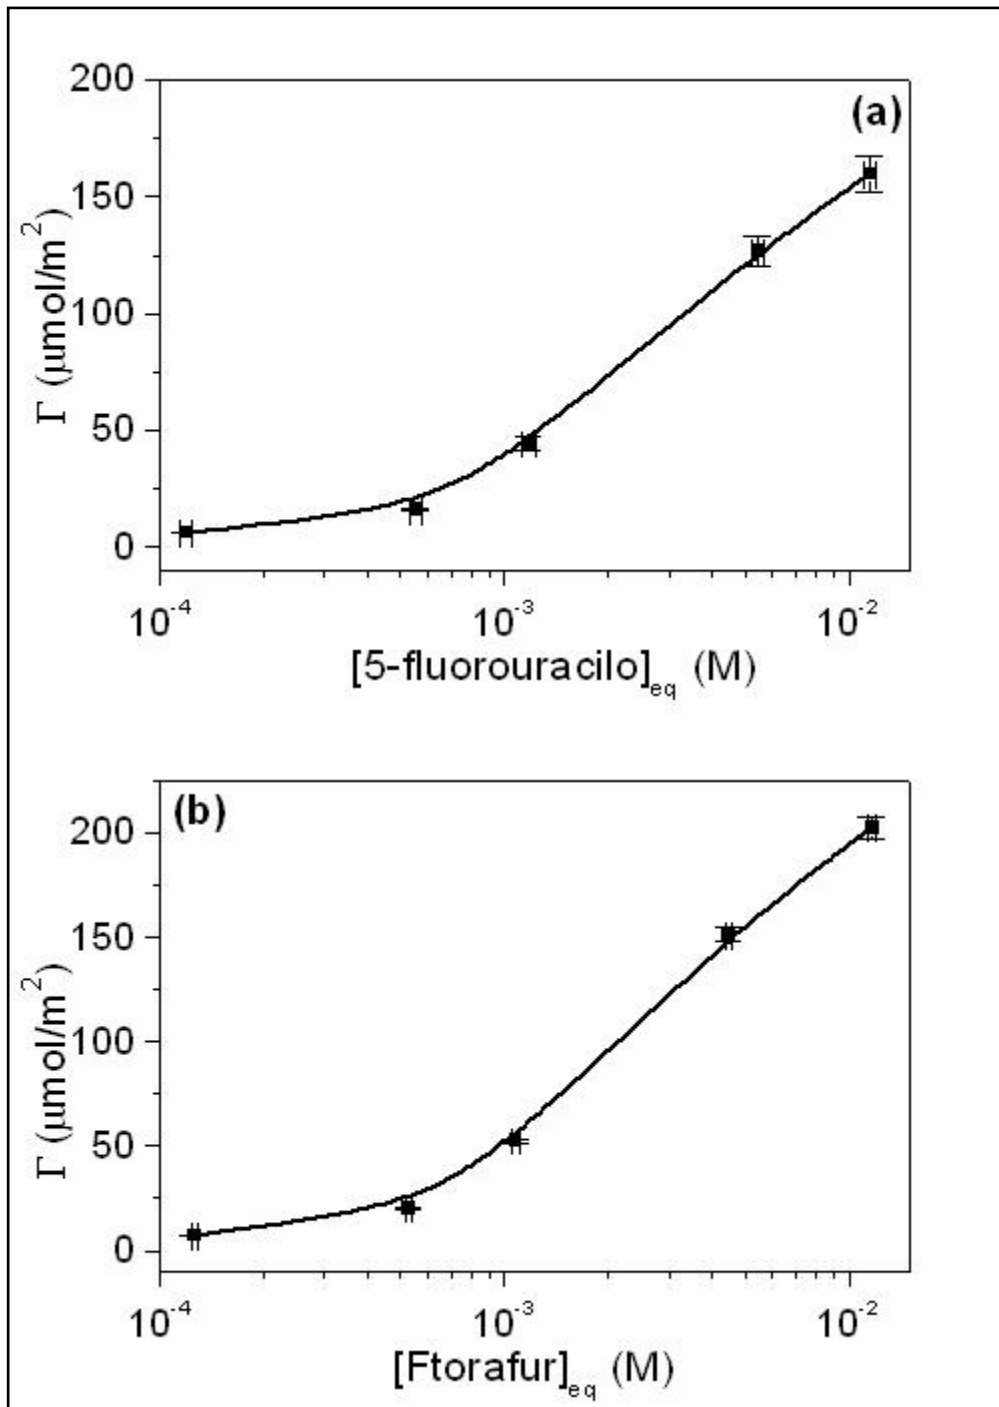 (a)
200
150
100
50
0
Γ (μmol/m²)
10⁻⁴ 10⁻³ 10⁻²
[5-fluorouracilo]eq (M)
(b)
200
150
100
50
0
Γ (μmol/m²)
10⁻⁴ 10⁻³ 10⁻²
[Ftorafur]eq (M)